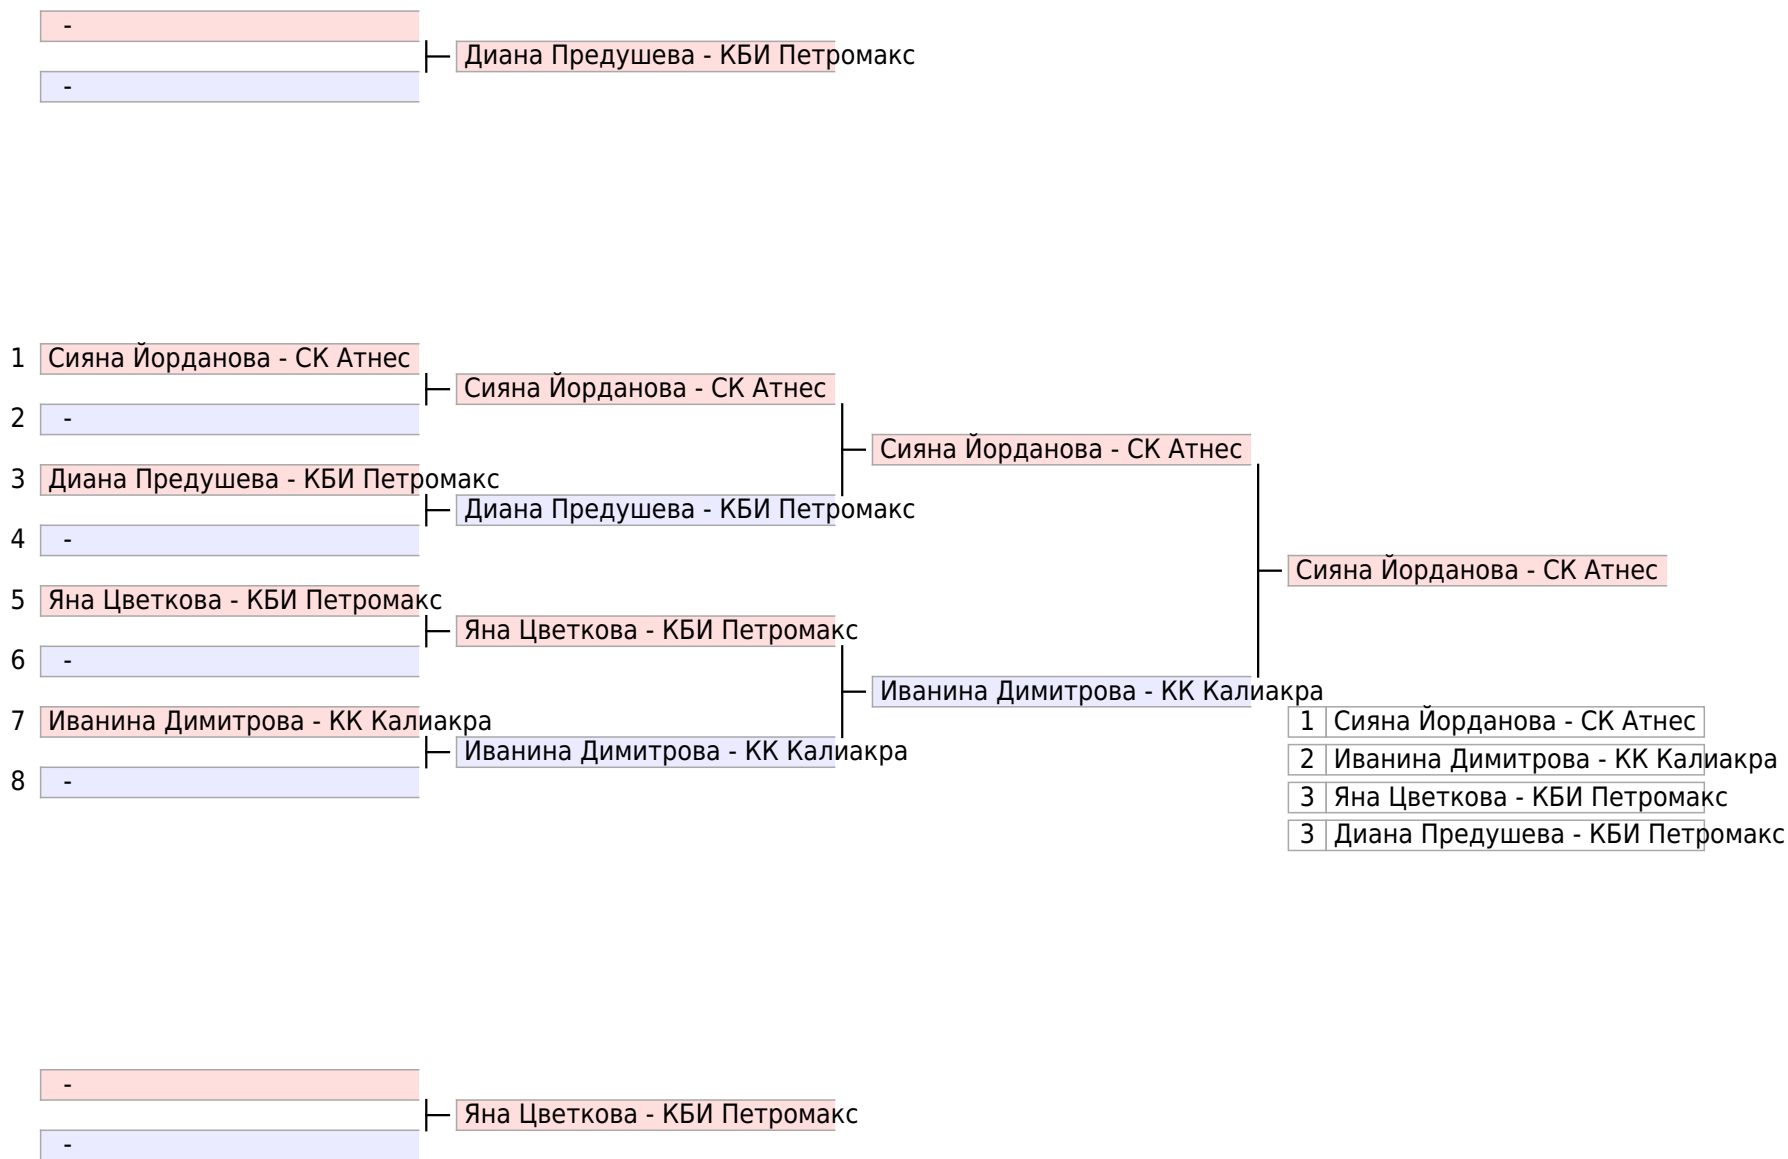 -
Диана Предушева - КБИ Петромакс
-
1 Сияна Йорданова - СК Атнес
Сияна Йорданова - СК Атнес
2 -
Сияна Йорданова - СК Атнес
3 Диана Предушева - КБИ Петромакс
Диана Предушева - КБИ Петромакс
4 -
Сияна Йорданова - СК Атнес
5 Яна Цветкова - КБИ Петромакс
Яна Цветкова - КБИ Петромакс
6 -
Иванина Димитрова - КК Калиакра
7 Иванина Димитрова - КК Калиакра
1 Сияна Йорданова - СК Атнес
Иванина Димитрова - КК Калиакра
2 Иванина Димитрова - КК Калиакра
8 -
3 Яна Цветкова - КБИ Петромакс
3 Диана Предушева - КБИ Петромакс
-
Яна Цветкова - КБИ Петромакс
-